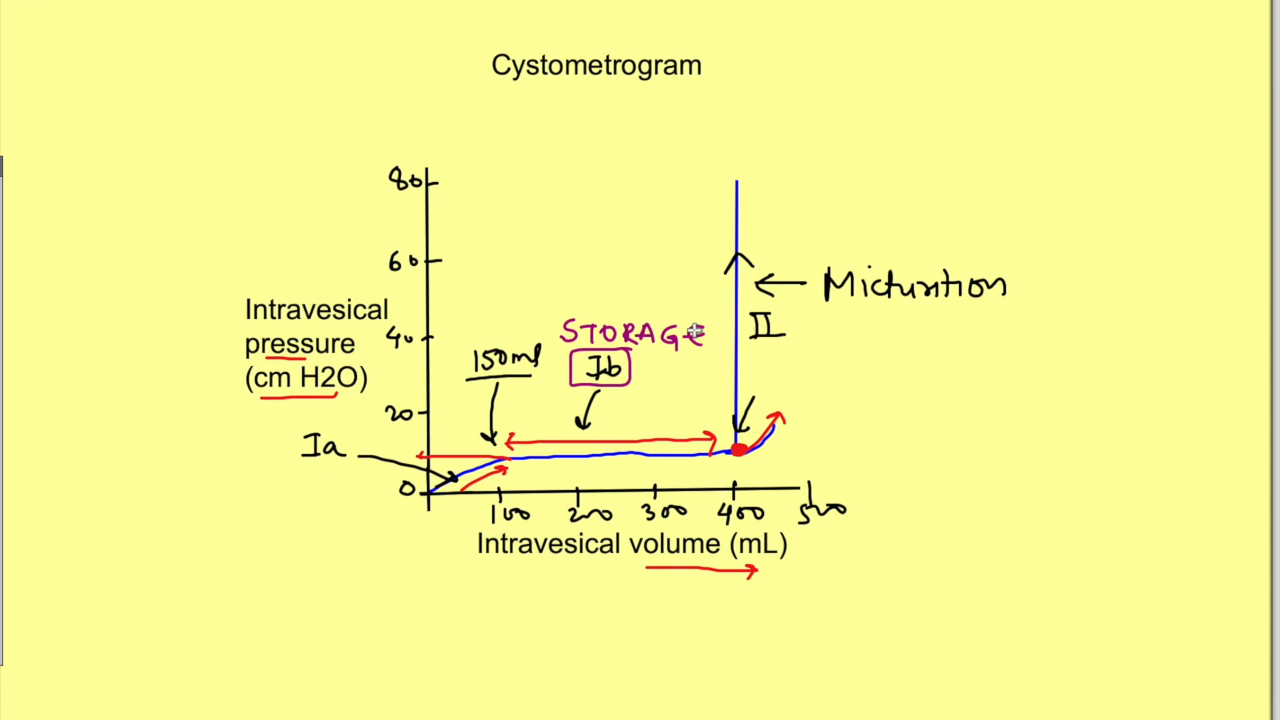 Cystometrogram
80
60
40
20
0
Intravesical
pressure
(cm H2O)
Ia
150ml
STORAGE
Ib
II
Micturition
100
200
300
400
500
Intravesical volume (mL)